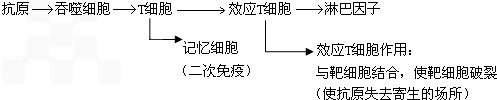 抗原→吞噬细胞→T细胞→效应T细胞→淋巴因子
记忆细胞
（二次免疫）
效应T细胞作用：
与靶细胞结合，使靶细胞破裂
（使抗原失去寄生的场所）